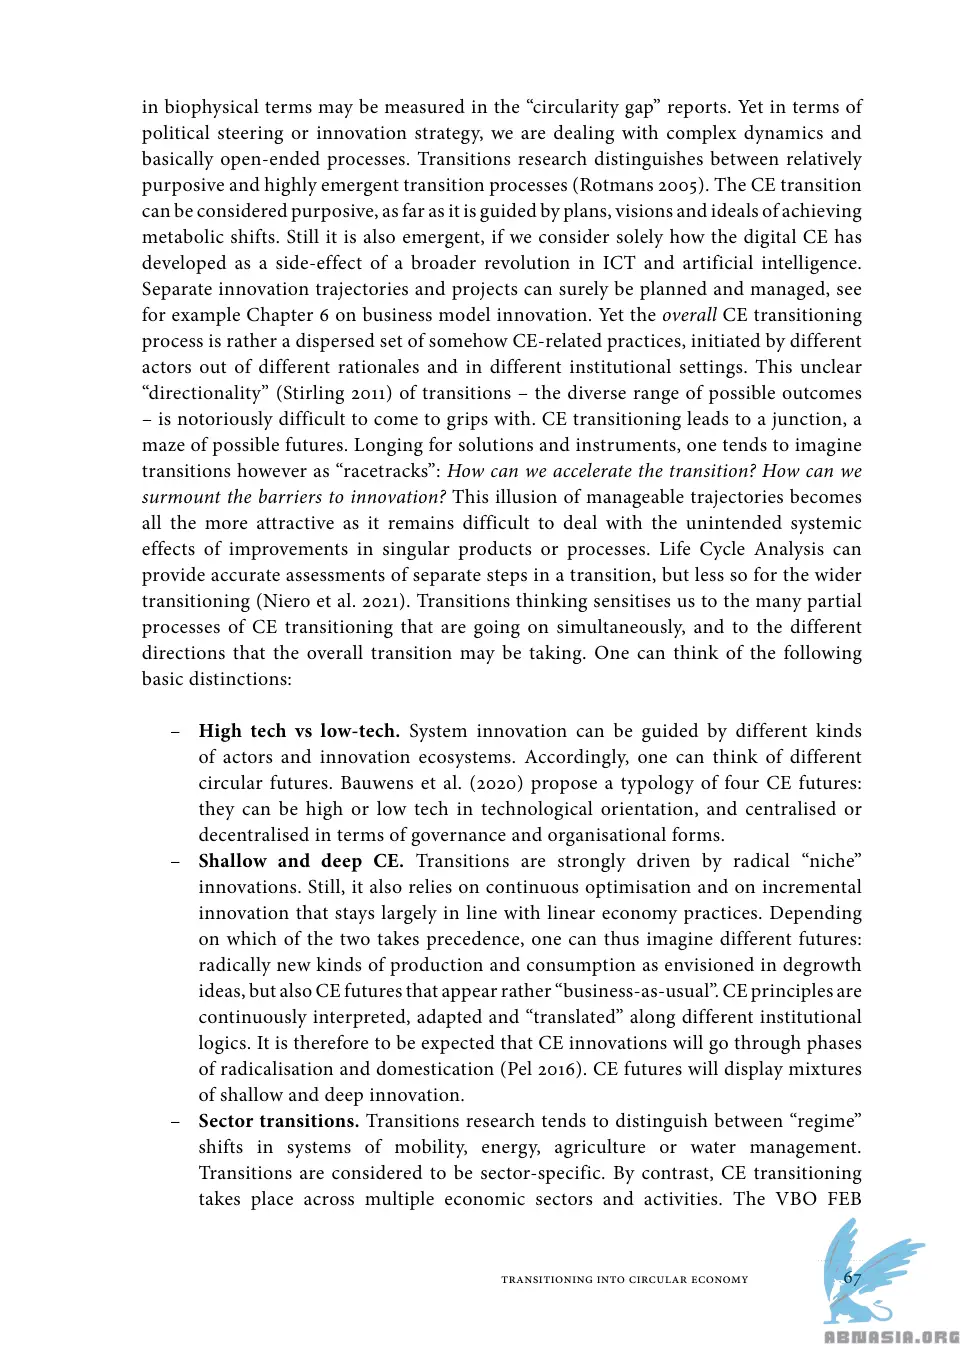 in biophysical terms may be measured in the “circularity gap” reports. Yet in terms of
political steering or innovation strategy, we are dealing with complex dynamics and
basically open-ended processes. Transitions research distinguishes between relatively
purposive and highly emergent transition processes (Rotmans 2005). The CE transition
can be considered purposive, as far as it is guided by plans, visions and ideals of achieving
metabolic shifts. Still it is also emergent, if we consider solely how the digital CE has
developed as a side-effect of a broader revolution in ICT and artificial intelligence.
Separate innovation trajectories and projects can surely be planned and managed, see
for example Chapter 6 on business model innovation. Yet the overall CE transitioning
process is rather a dispersed set of somehow CE-related practices, initiated by different
actors out of different rationales and in different institutional settings. This unclear
“directionality” (Stirling 2011) of transitions – the diverse range of possible outcomes
– is notoriously difficult to come to grips with. CE transitioning leads to a junction, a
maze of possible futures. Longing for solutions and instruments, one tends to imagine
transitions however as “racetracks”: How can we accelerate the transition? How can we
surmount the barriers to innovation? This illusion of manageable trajectories becomes
all the more attractive as it remains difficult to deal with the unintended systemic
effects of improvements in singular products or processes. Life Cycle Analysis can
provide accurate assessments of separate steps in a transition, but less so for the wider
transitioning (Niero et al. 2021). Transitions thinking sensitises us to the many partial
processes of CE transitioning that are going on simultaneously, and to the different
directions that the overall transition may be taking. One can think of the following
basic distinctions:
– High tech vs low-tech. System innovation can be guided by different kinds
of actors and innovation ecosystems. Accordingly, one can think of different
circular futures. Bauwens et al. (2020) propose a typology of four CE futures:
they can be high or low tech in technological orientation, and centralised or
decentralised in terms of governance and organisational forms.
– Shallow and deep CE. Transitions are strongly driven by radical “niche”
innovations. Still, it also relies on continuous optimisation and on incremental
innovation that stays largely in line with linear economy practices. Depending
on which of the two takes precedence, one can thus imagine different futures:
radically new kinds of production and consumption as envisioned in degrowth
ideas, but also CE futures that appear rather “business-as-usual”. CE principles are
continuously interpreted, adapted and “translated” along different institutional
logics. It is therefore to be expected that CE innovations will go through phases
of radicalisation and domestication (Pel 2016). CE futures will display mixtures
of shallow and deep innovation.
– Sector transitions. Transitions research tends to distinguish between “regime”
shifts in systems of mobility, energy, agriculture or water management.
Transitions are considered to be sector-specific. By contrast, CE transitioning
takes place across multiple economic sectors and activities. The VBO FEB
TRANSITIONING INTO CIRCULAR ECONOMY 67
ABNASIA.ORG